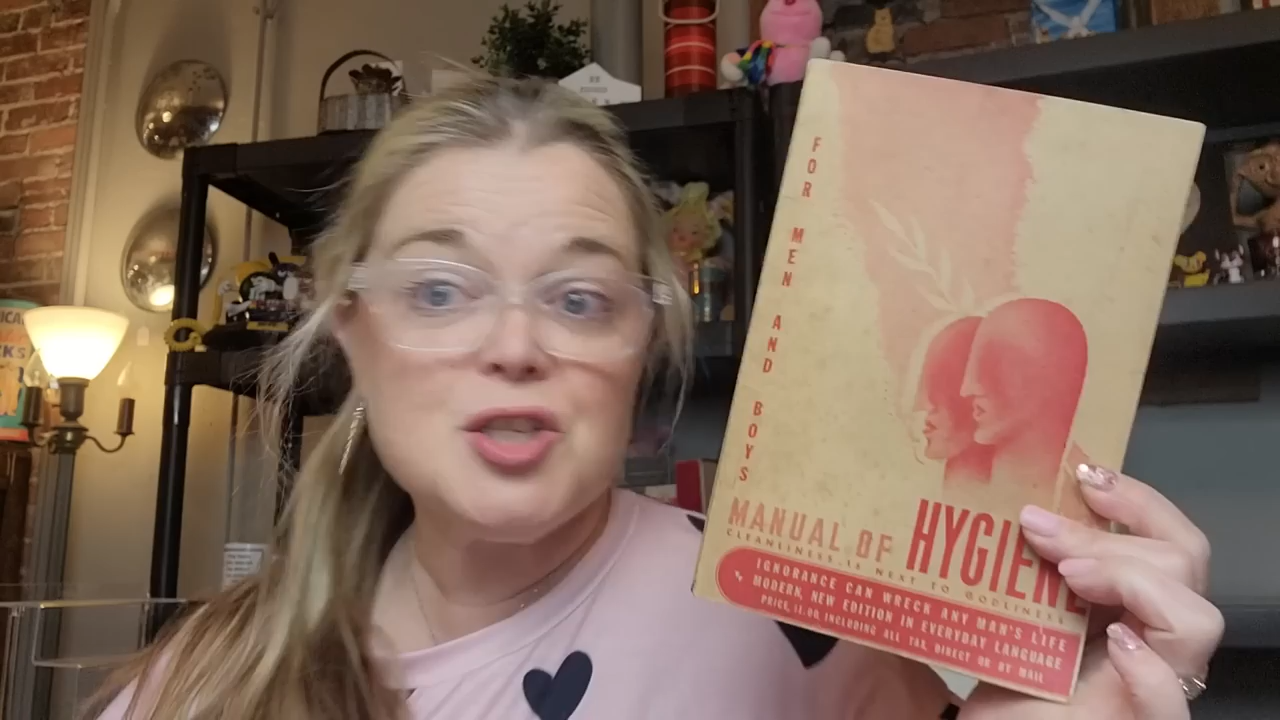 FOR MEN AND BOYS
MANUAL OF HYGIENE
CLEANLINESS IS NEXT TO GODLINESS
IGNORANCE CAN WRECK ANY MAN'S LIFE
MODERN, NEW EDITION IN EVERYDAY LANGUAGE
PRICE, $1.00, INCLUDING ALL TAX, DIRECT OR BY MAIL